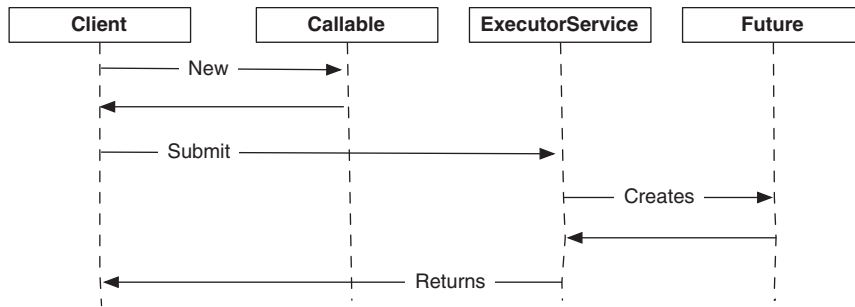 Client Callable ExecutorService Future
New
Submit
Creates
Returns